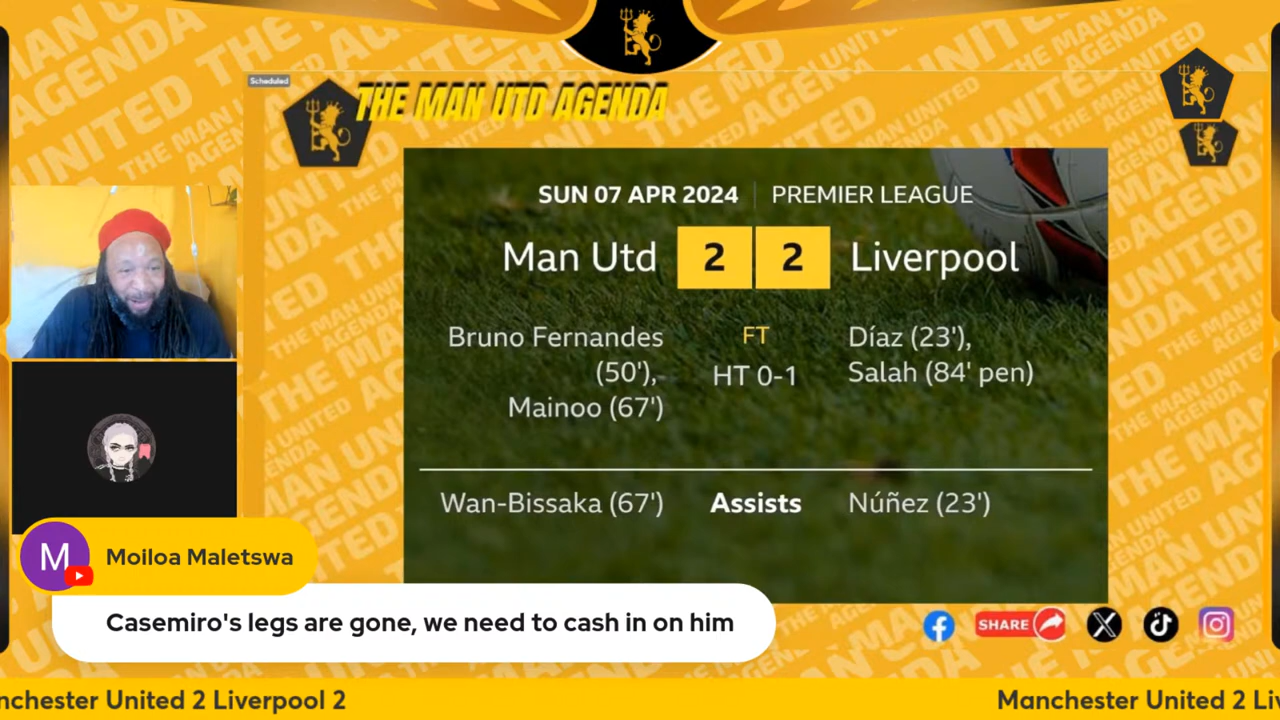 Scheduled
THE MAN UTD AGENDA
SUN 07 APR 2024 | PREMIER LEAGUE
Man Utd 2 2 Liverpool
Bruno Fernandes FT Díaz (23'),
(50'), HT 0-1 Salah (84' pen)
Mainoo (67')
Wan-Bissaka (67') Assists Núñez (23')
M Moiloa Maletswa
Casemiro's legs are gone, we need to cash in on him
SHARE
nchester United 2 Liverpool 2
Manchester United 2 Liv